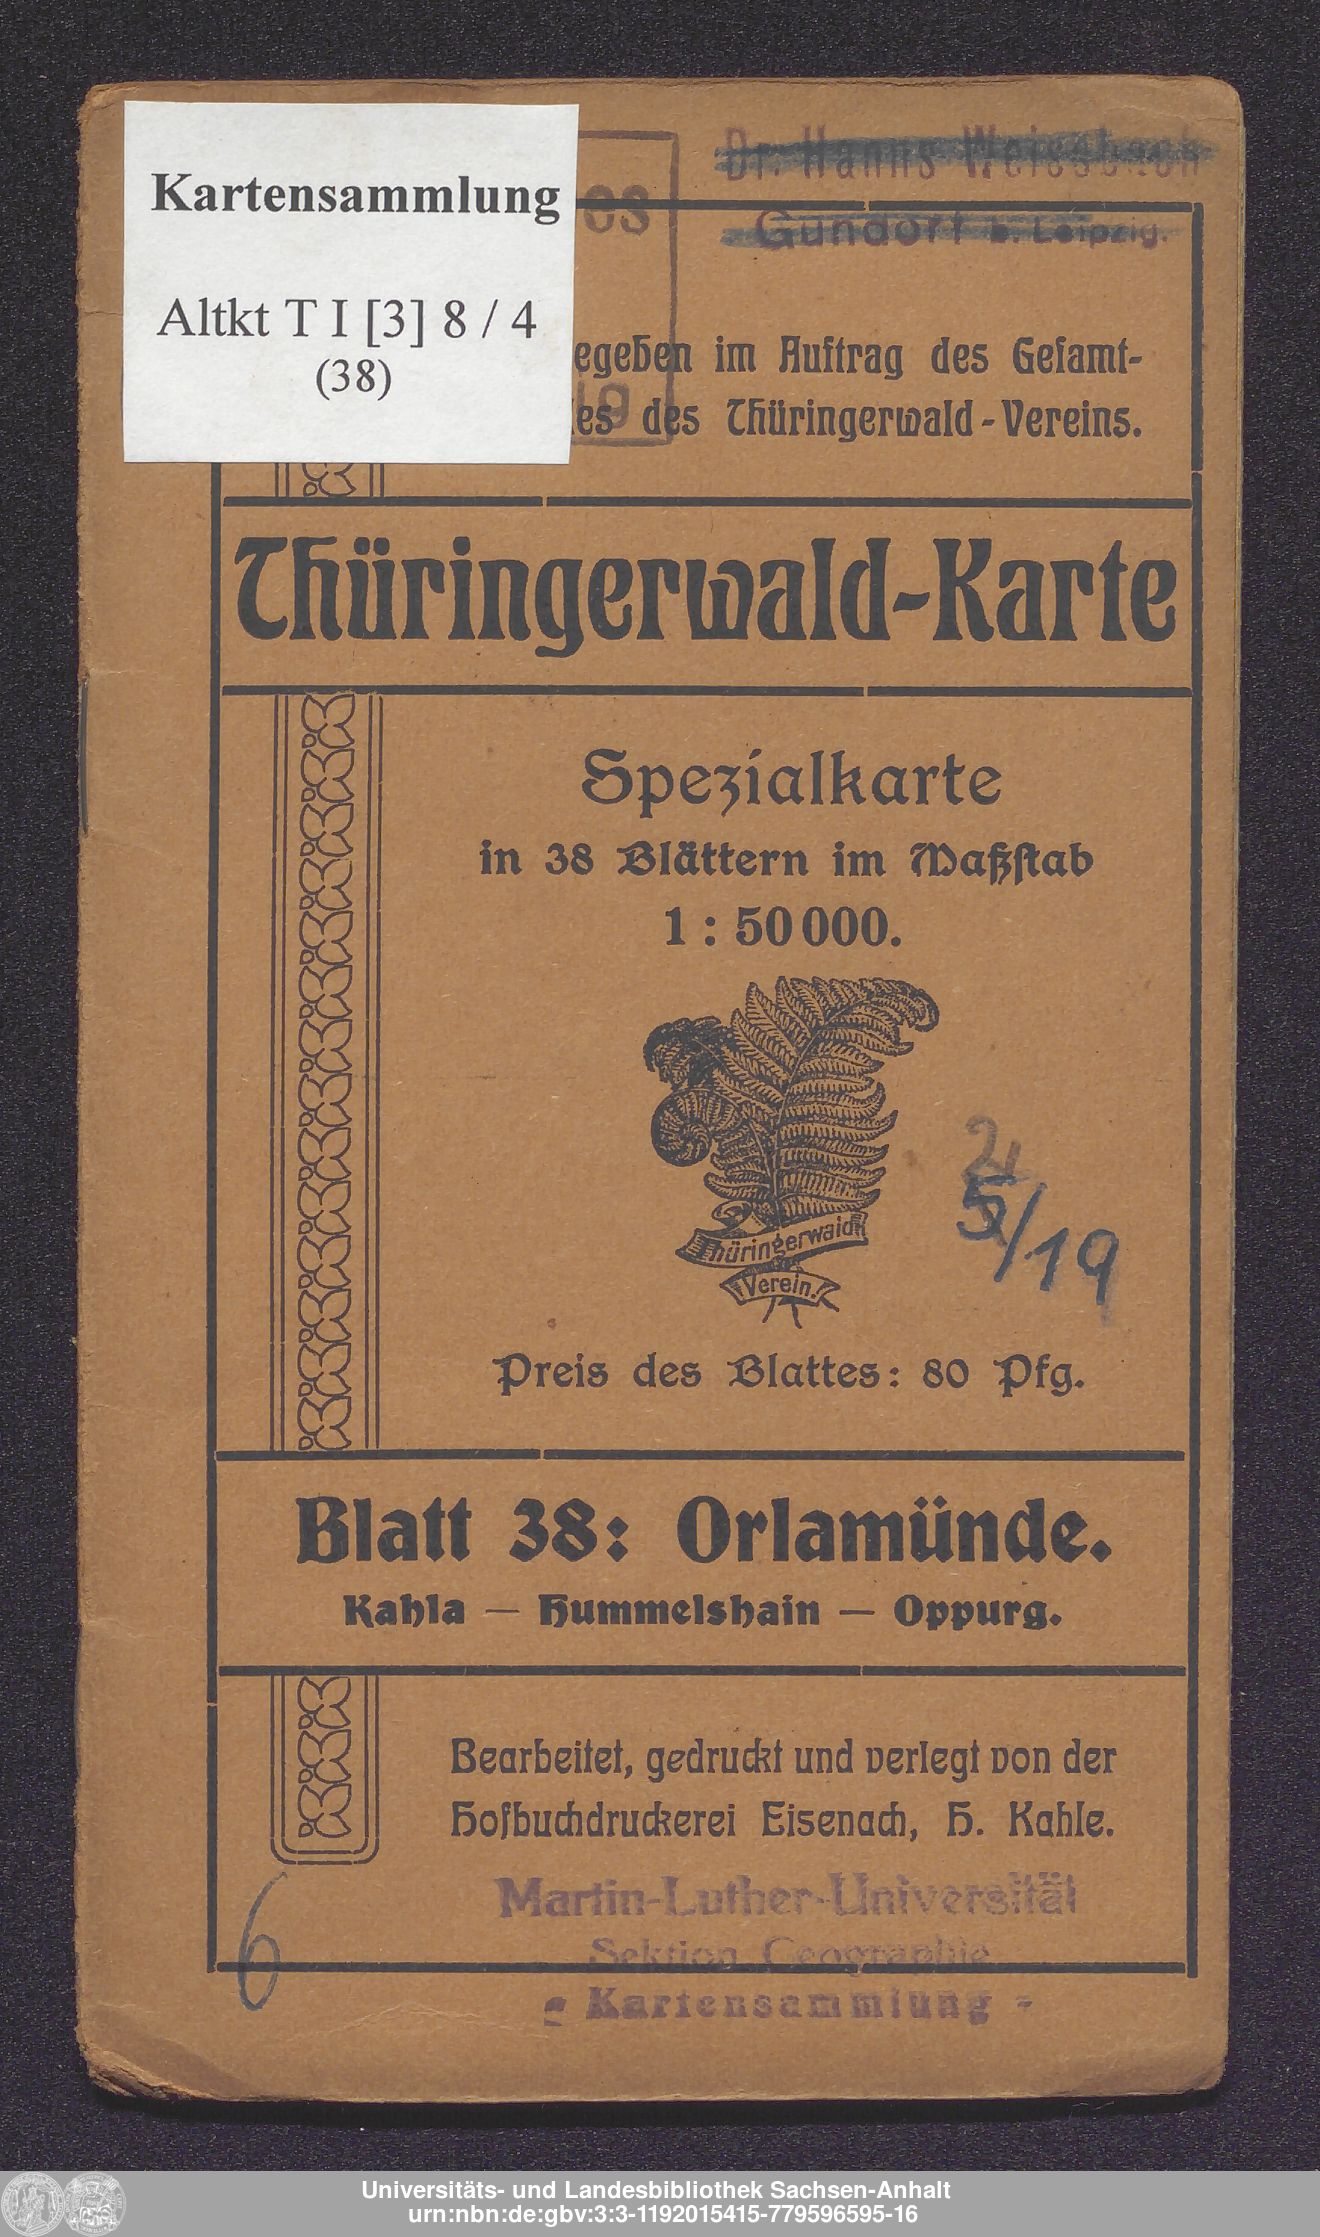 Kartensammlung
Altkt T I [3] 8 / 4
(38)
Dr. Hanns Weissbach
Gundorf b. Leipzig.
es
egeben im Auftrag des Gesamt-
es des Thüringerwald-Vereins.
Thüringerwald-Karte
Spezialkarte
in 38 Blättern im Maßstab
1 : 50 000.
Thüringerwald
Verein.
5/19
Preis des Blattes: 80 Pfg.
Blatt 38: Orlamünde.
Kahla — Hummelshain — Oppurg.
Bearbeitet, gedruckt und verlegt von der
Hofbuchdruckerei Eisenach, H. Kahle.
Martin-Luther-Universität
Sektion Geographie
- Kartensammlung -
6
Universitäts- und Landesbibliothek Sachsen-Anhalt
urn:nbn:de:gbv:3:3-1192015415-779596595-16